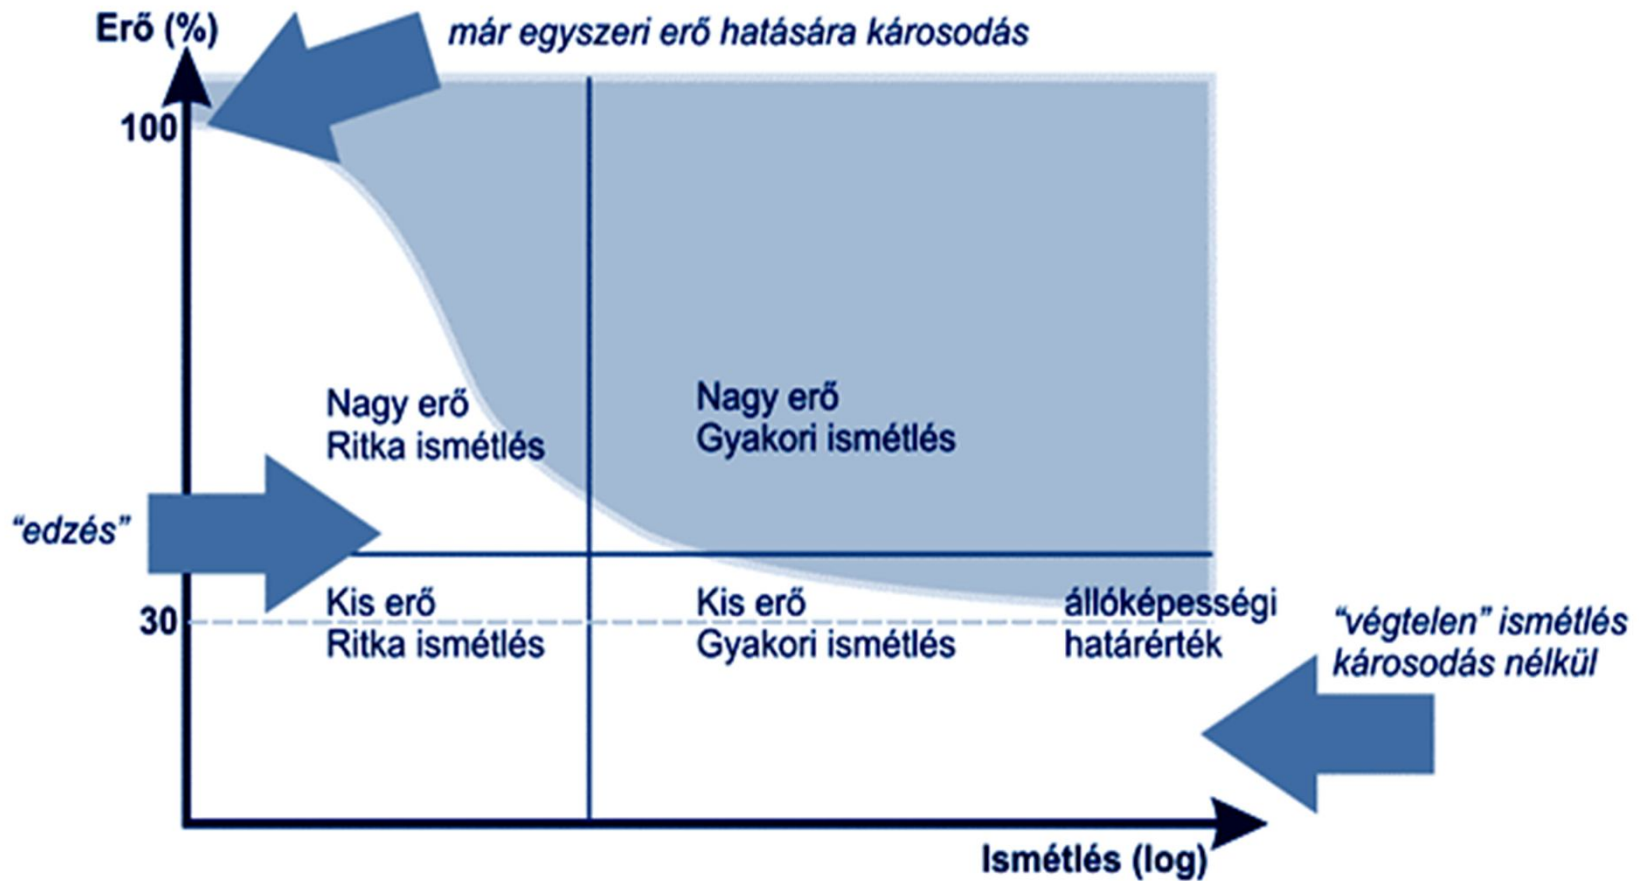 Erő (%)
már egyszeri erő hatására károsodás
100
Nagy erő
Ritka ismétlés
Nagy erő
Gyakori ismétlés
“edzés”
Kis erő
Ritka ismétlés
Kis erő
Gyakori ismétlés
állóképességi
határérték
30
“végtelen” ismétlés
károsodás nélkül
Ismétlés (log)